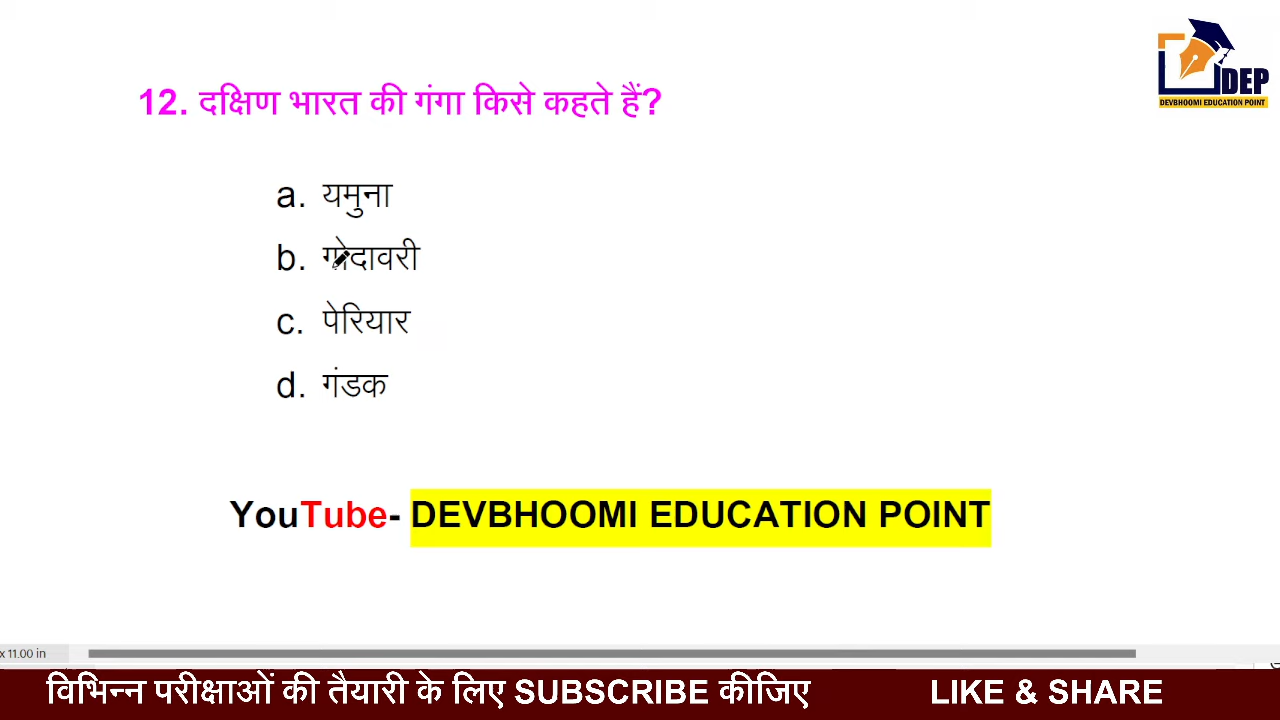 DEP
DEVBHOOMI EDUCATION POINT
12. दक्षिण भारत की गंगा किसे कहते हैं?
a. यमुना
b. गोदावरी
c. पेरियार
d. गंडक
YouTube- DEVBHOOMI EDUCATION POINT
x 11.00 in
विभिन्न परीक्षाओं की तैयारी के लिए SUBSCRIBE कीजिए LIKE & SHARE